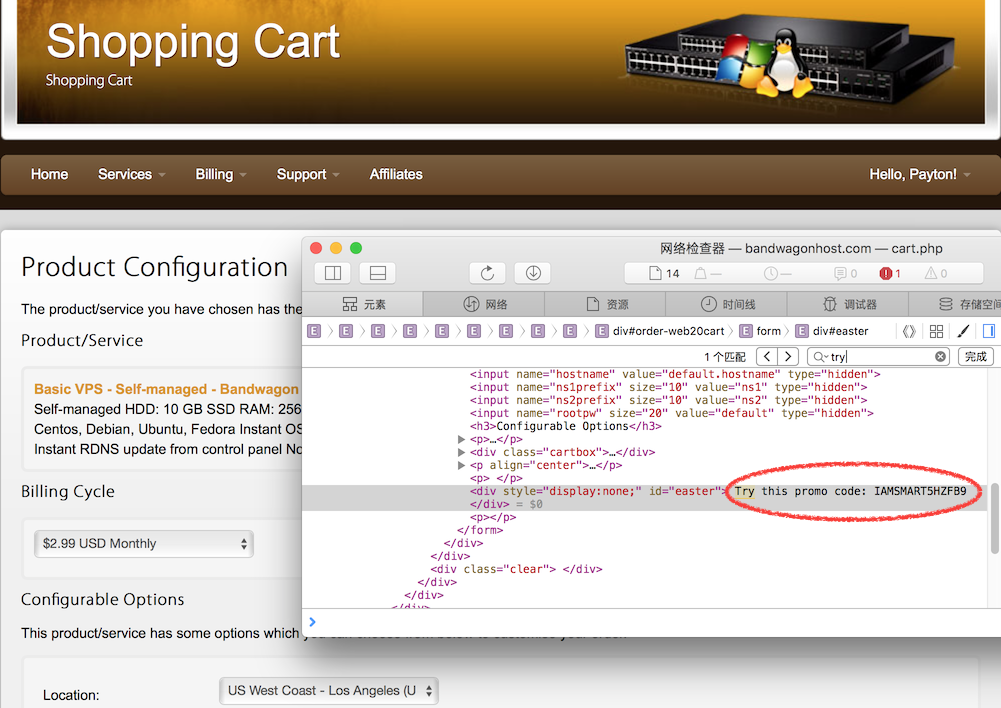 Shopping Cart
Shopping Cart
Home Services Billing Support Affiliates Hello, Payton!
Product Configuration
The product/service you have chosen has the
Product/Service
Basic VPS - Self-managed - Bandwagon
Self-managed HDD: 10 GB SSD RAM: 256
Centos, Debian, Ubuntu, Fedora Instant OS
Instant RDNS update from control panel No
Billing Cycle
$2.99 USD Monthly
Configurable Options
This product/service has some options which you can choose from below to customise your order.
Location:
US West Coast - Los Angeles (U
网络检查器 — bandwagonhost.com — cart.php
14 — — 0 1 0
元素 网络 资源 时间线 调试器 存储空间
E E E E E E E E E E div#order-web20cart E form E div#easter
1 个匹配 try 完成
<input name="hostname" value="default.hostname" type="hidden">
<input name="ns1prefix" size="10" value="ns1" type="hidden">
<input name="ns2prefix" size="10" value="ns2" type="hidden">
<input name="rootpw" size="20" value="default" type="hidden">
<h3>Configurable Options</h3>
<p>…</p>
<div class="cartbox">…</div>
<p align="center">…</p>
<p> </p>
<div style="display:none;" id="easter"> Try this promo code: IAMSMART5HZFB9
</div> = $0
<p></p>
</form>
</div>
</div>
<div class="clear"> </div>
</div>
</div>
</div>